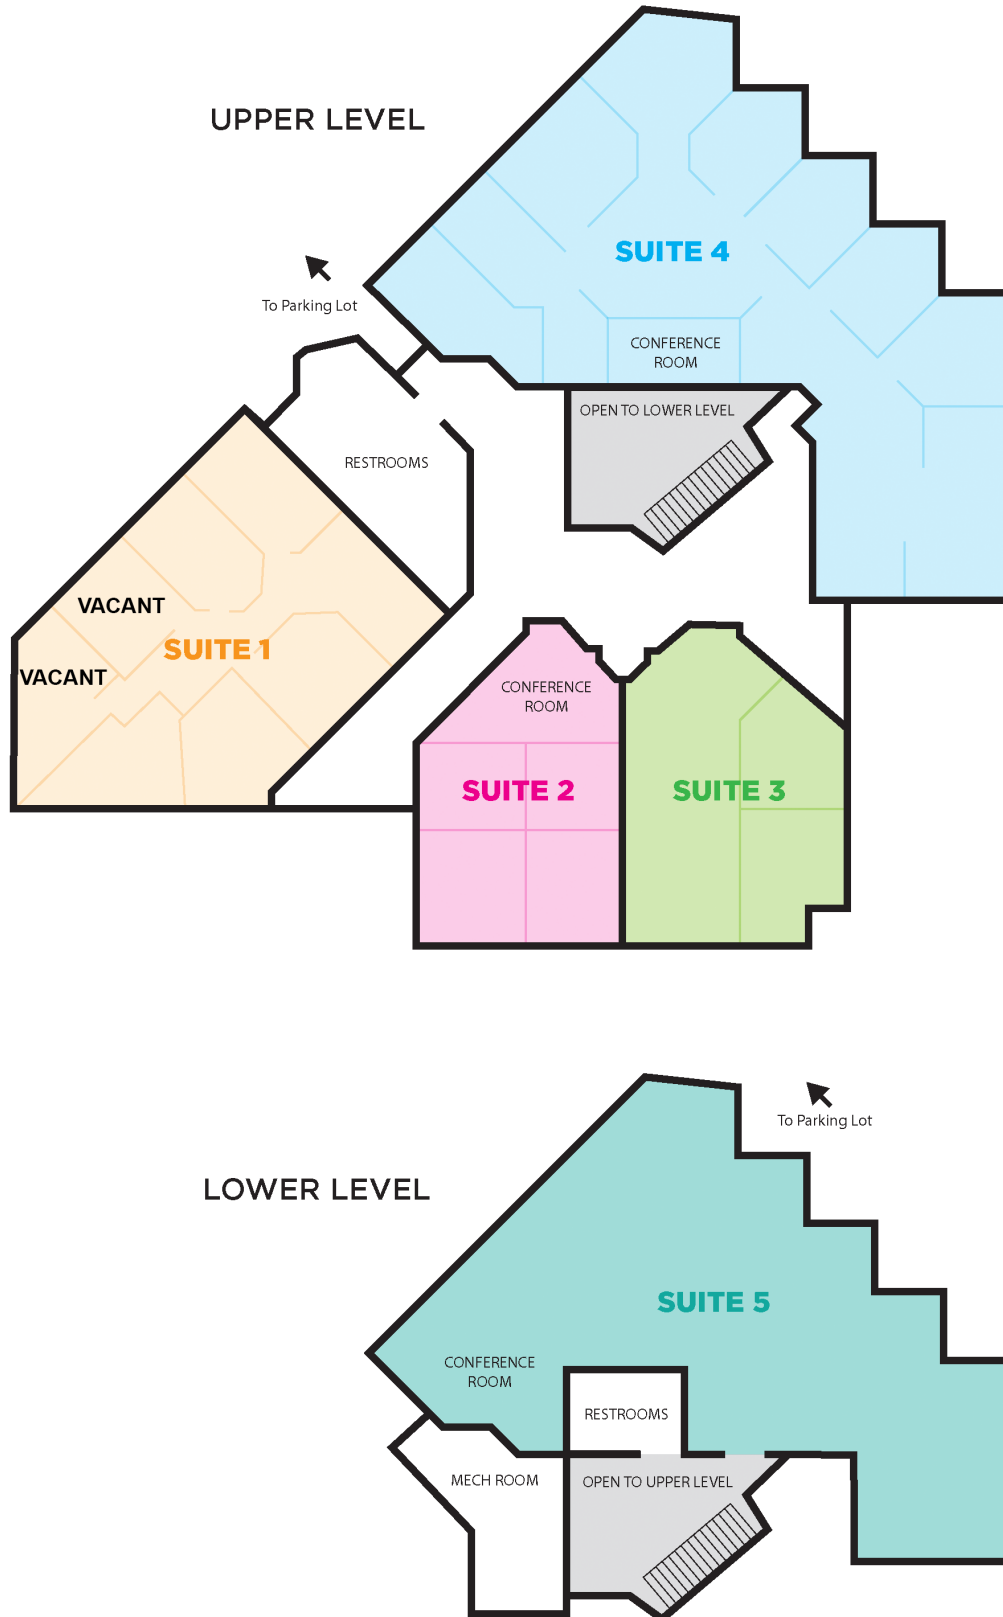 UPPER LEVEL
SUITE 4
To Parking Lot
CONFERENCE
ROOM
OPEN TO LOWER LEVEL
RESTROOMS
VACANT
SUITE 1
VACANT
CONFERENCE
ROOM
SUITE 2
SUITE 3
To Parking Lot
LOWER LEVEL
SUITE 5
CONFERENCE
ROOM
RESTROOMS
MECH ROOM
OPEN TO UPPER LEVEL